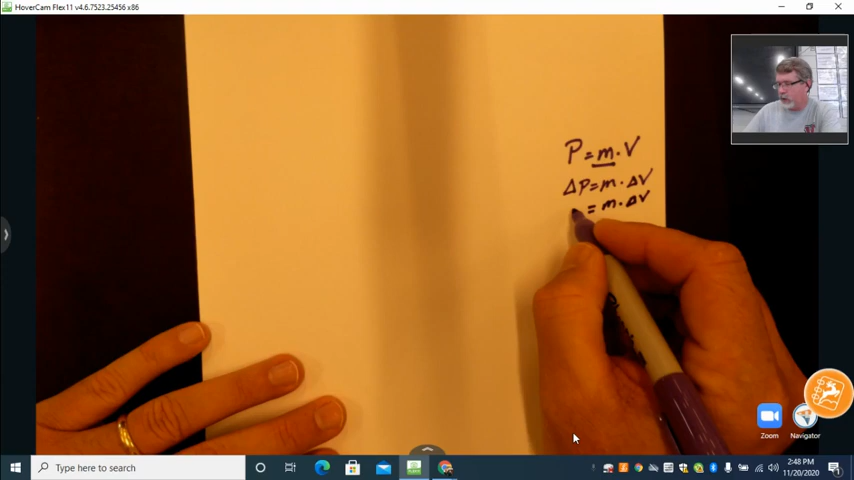 HoverCam Flex11 v4.6.7523.25456 x86
P = m · V
ΔP = m · ΔV
= m · ΔV
Zoom
Navigator
Type here to search
2:48 PM
11/20/2020